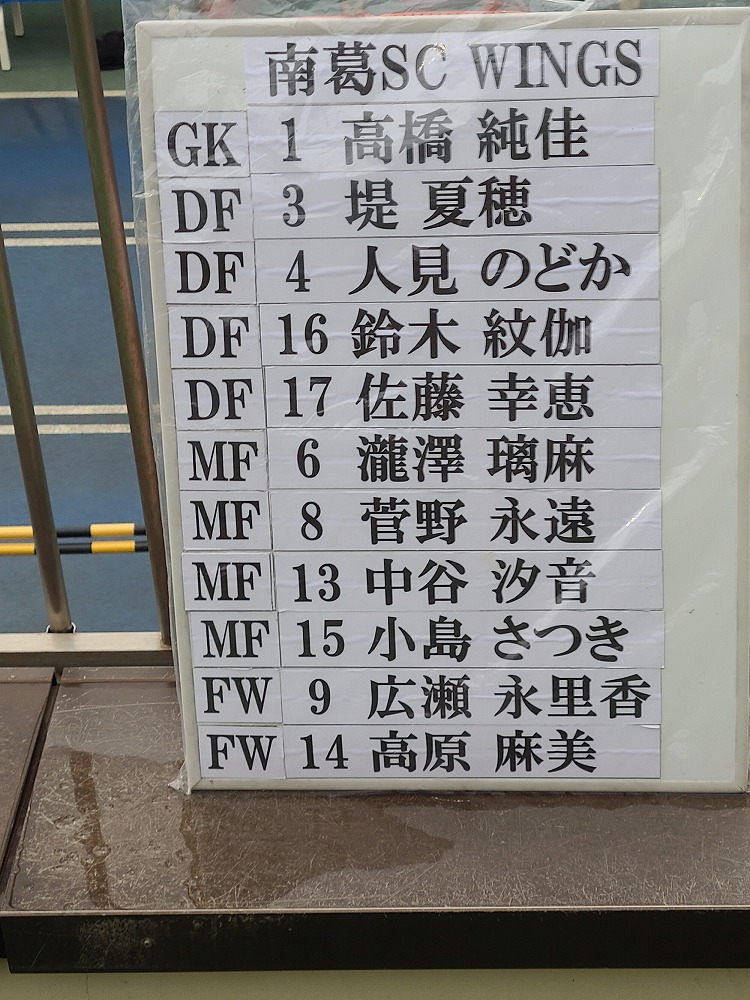 南葛SC WINGS
GK 1 高橋 純佳
DF 3 堤 夏穂
DF 4 人見 のどか
DF 16 鈴木 紋伽
DF 17 佐藤 幸恵
MF 6 瀧澤 璃麻
MF 8 菅野 永遠
MF 13 中谷 汐音
MF 15 小島 さつき
FW 9 広瀬 永里香
FW 14 高原 麻美